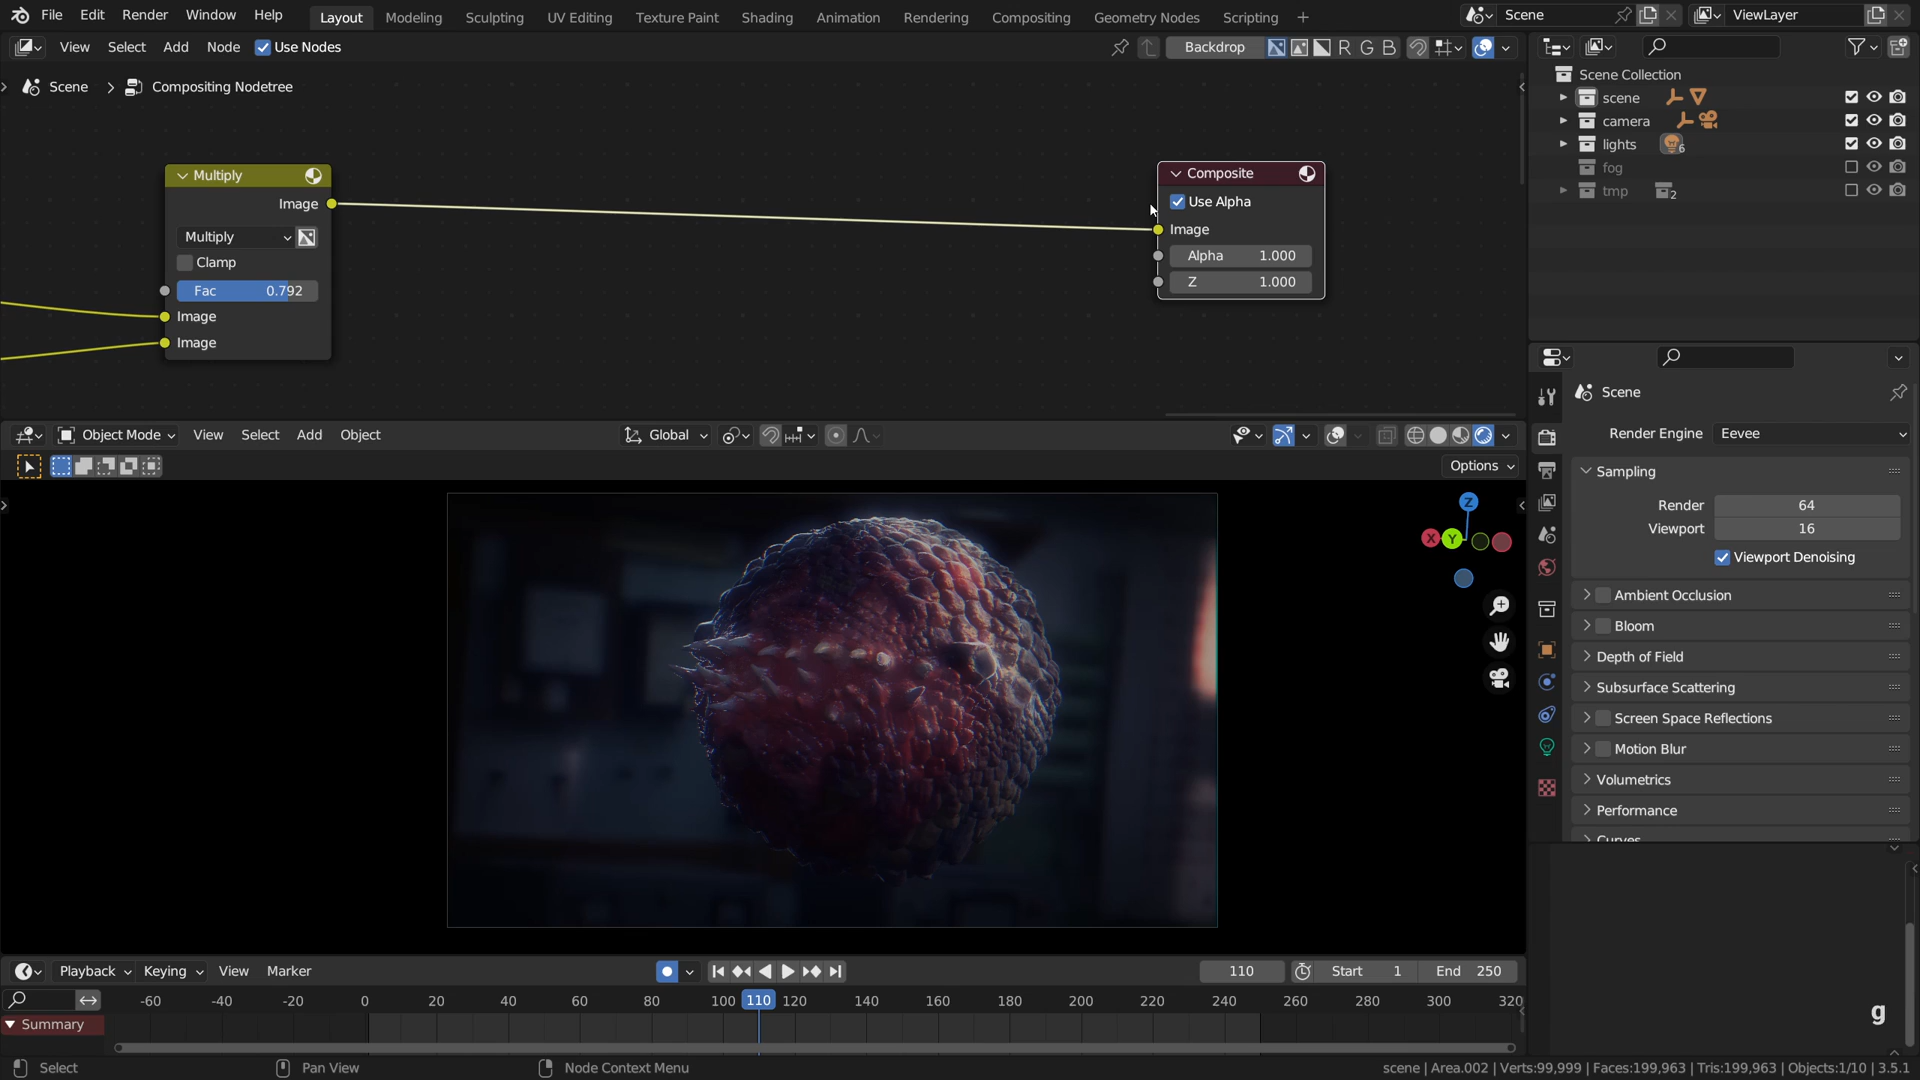 File Edit Render Window Help Layout Modeling Sculpting UV Editing Texture Paint Shading Animation Rendering Compositing Geometry Nodes Scripting + Scene ViewLayer
View Select Add Node Use Nodes Backdrop R G B
Scene > Compositing Nodetree
Scene Collection
scene
camera
lights 6
fog
tmp 2
Multiply
Image
Multiply
Clamp
Fac 0.792
Image
Image
Composite
Use Alpha
Image
Alpha 1.000
Z 1.000
Object Mode View Select Add Object Global
Options
Z
X
Y
Scene
Render Engine Eevee
Sampling
Render 64
Viewport 16
Viewport Denoising
Ambient Occlusion
Bloom
Depth of Field
Subsurface Scattering
Screen Space Reflections
Motion Blur
Volumetrics
Performance
Curves
Playback Keying View Marker 110 Start 1 End 250
-60 -40 -20 0 20 40 60 80 100 110 120 140 160 180 200 220 240 260 280 300 320
Summary
g
Select Pan View Node Context Menu scene | Area.002 | Verts:99,999 | Faces:199,963 | Tris:199,963 | Objects:1/10 | 3.5.1